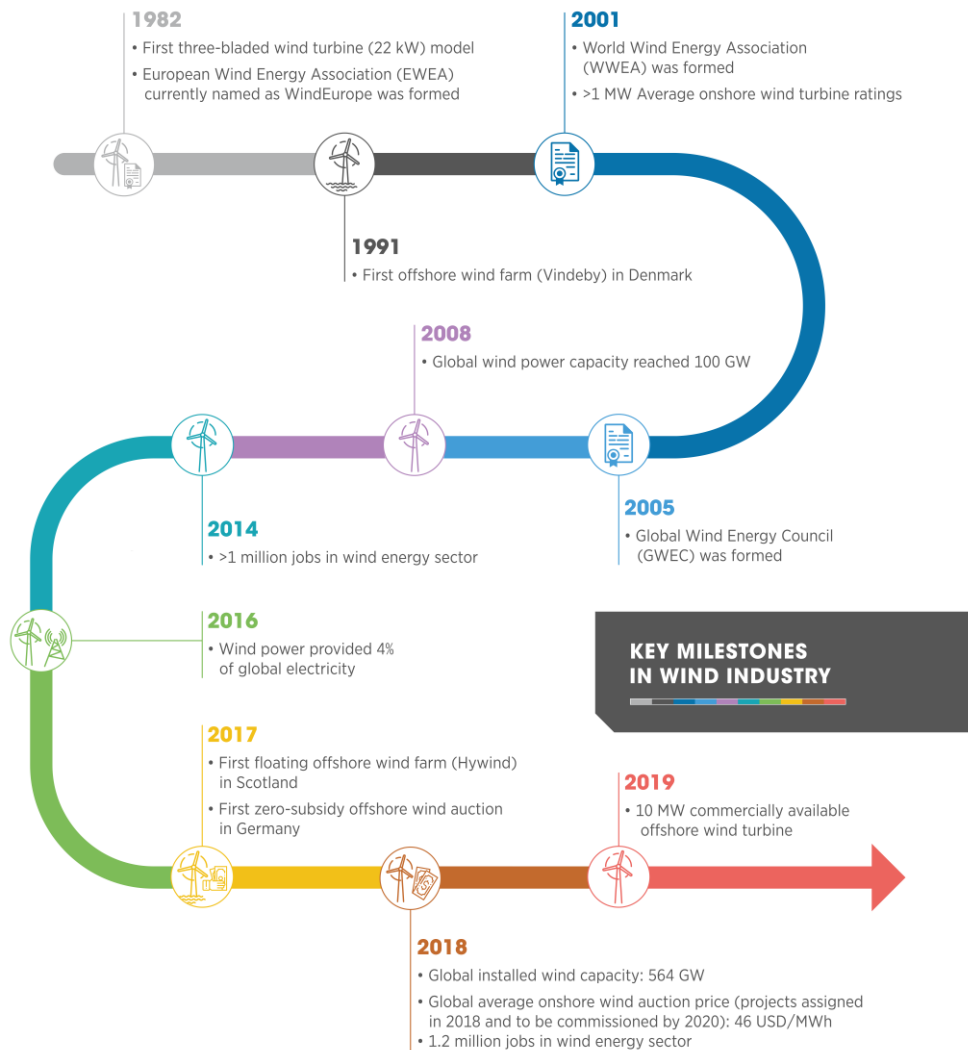 1982
• First three-bladed wind turbine (22 kW) model
• European Wind Energy Association (EWEA)
currently named as WindEurope was formed
2001
• World Wind Energy Association
(WWEA) was formed
• >1 MW Average onshore wind turbine ratings
1991
• First offshore wind farm (Vindeby) in Denmark
2008
• Global wind power capacity reached 100 GW
2005
• Global Wind Energy Council
(GWEC) was formed
2014
• >1 million jobs in wind energy sector
2016
• Wind power provided 4%
of global electricity
KEY MILESTONES
IN WIND INDUSTRY
2017
• First floating offshore wind farm (Hywind)
in Scotland
• First zero-subsidy offshore wind auction
in Germany
2019
• 10 MW commercially available
offshore wind turbine
2018
• Global installed wind capacity: 564 GW
• Global average onshore wind auction price (projects assigned
in 2018 and to be commissioned by 2020): 46 USD/MWh
• 1.2 million jobs in wind energy sector